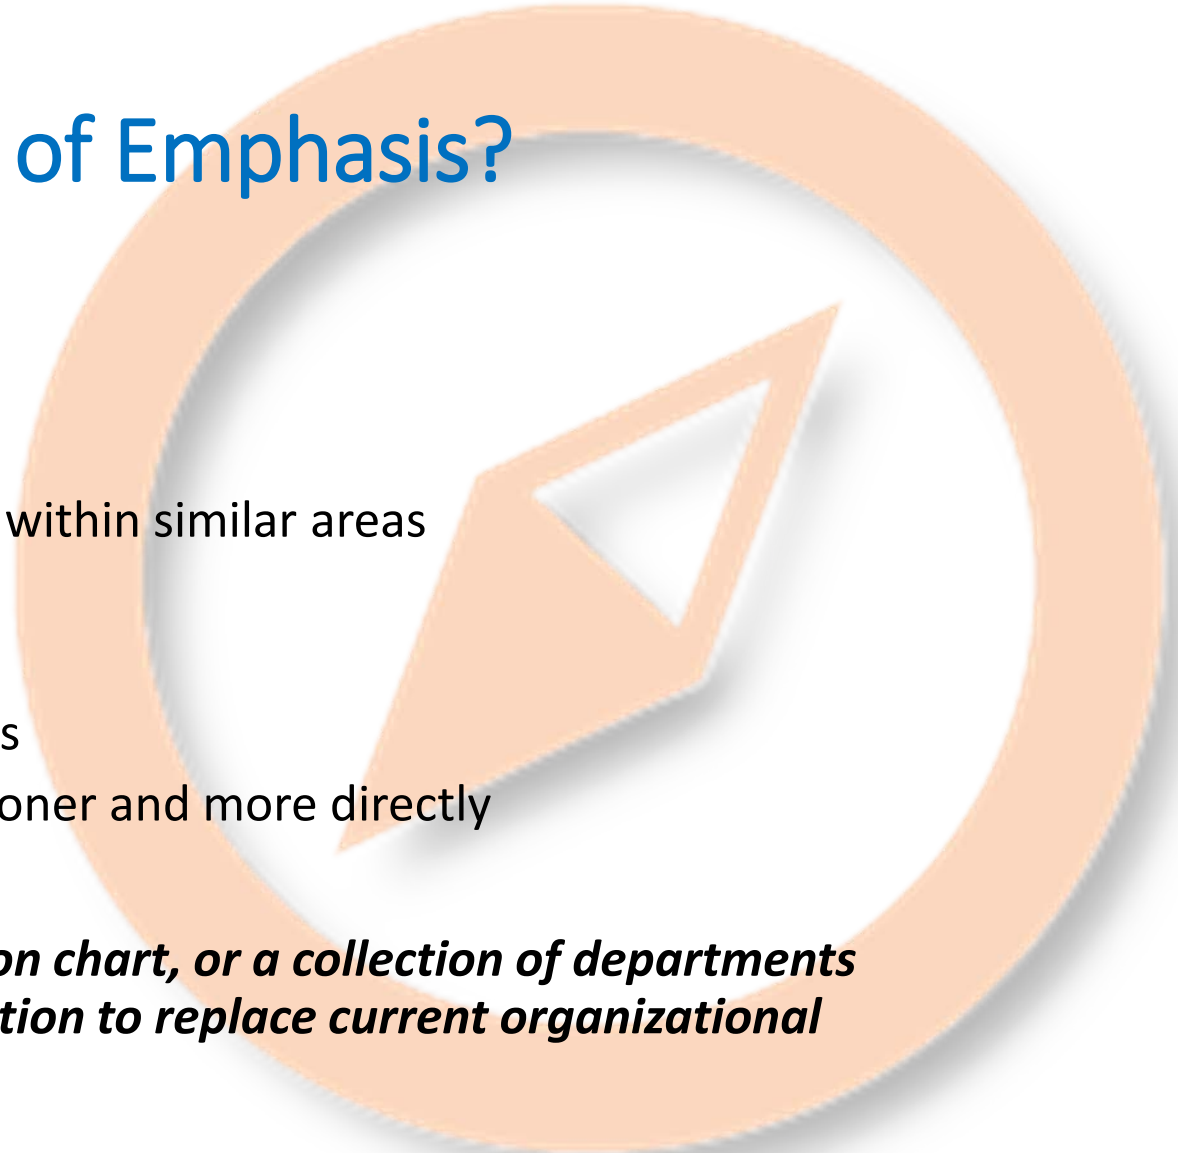 of Emphasis?
within similar areas
s
oner and more directly
on chart, or a collection of departments
tion to replace current organizational